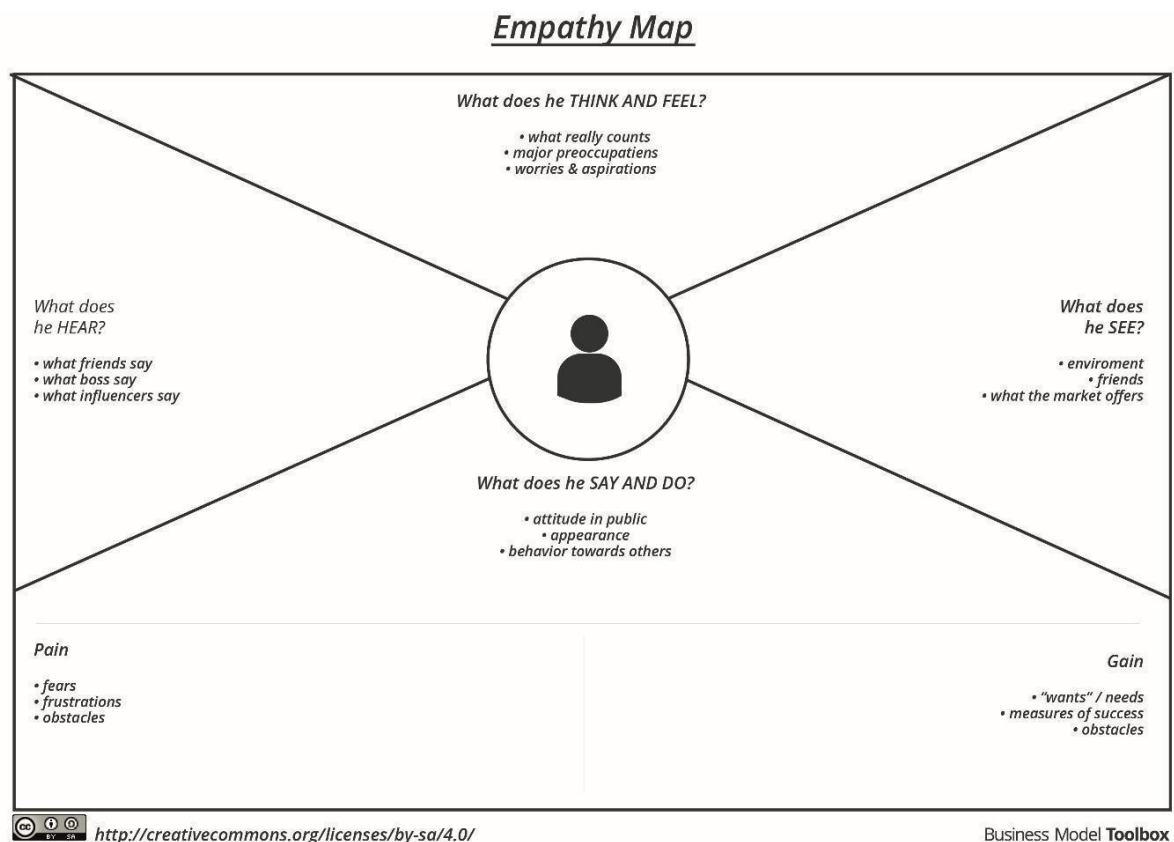 Empathy Map
What does he THINK AND FEEL?
• what really counts
• major preoccupatiens
• worries & aspirations
What does
he HEAR?
• what friends say
• what boss say
• what influencers say
What does
he SEE?
• enviroment
• friends
• what the market offers
What does he SAY AND DO?
• attitude in public
• appearance
• behavior towards others
Pain
• fears
• frustrations
• obstacles
Gain
• “wants” / needs
• measures of success
• obstacles
cc BY SA http://creativecommons.org/licenses/by-sa/4.0/
Business Model Toolbox